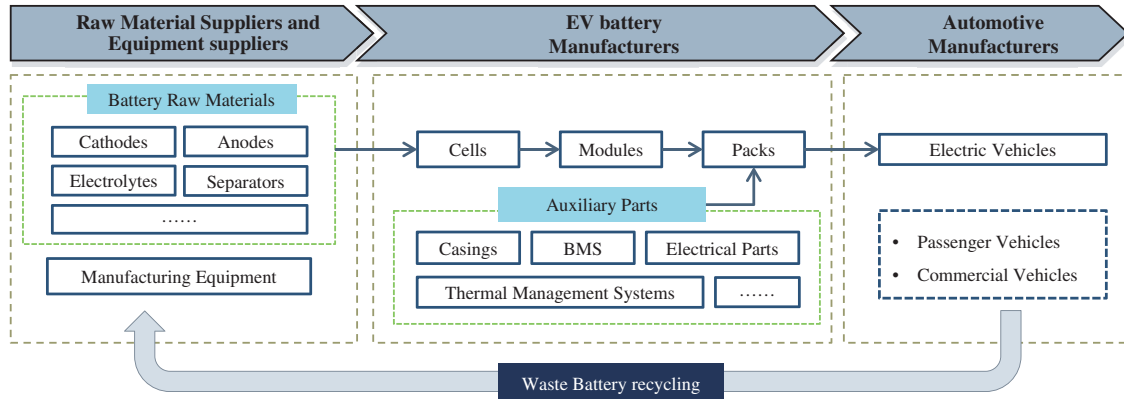 Raw Material Suppliers and
Equipment suppliers
EV battery
Manufacturers
Automotive
Manufacturers
Battery Raw Materials
Cathodes
Anodes
Electrolytes
Separators
……
Manufacturing Equipment
Cells
Modules
Packs
Auxiliary Parts
Casings
BMS
Electrical Parts
Thermal Management Systems
……
Electric Vehicles
• Passenger Vehicles
• Commercial Vehicles
Waste Battery recycling